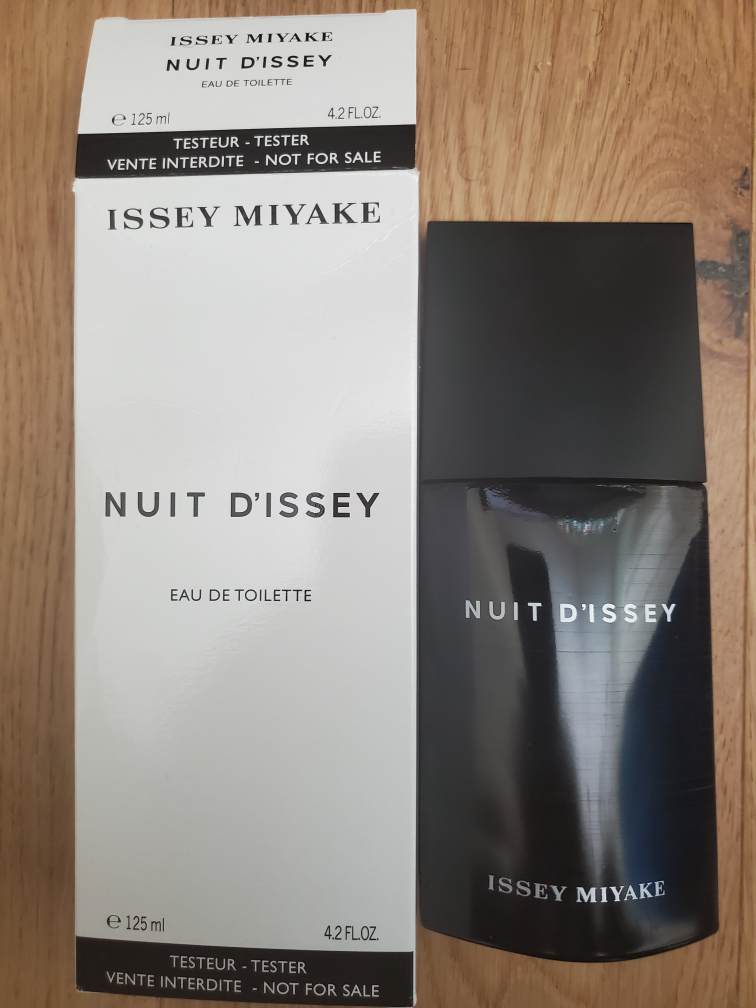 ISSEY MIYAKE
NUIT D'ISSEY
EAU DE TOILETTE
℮ 125 ml 4.2 FL.OZ.
TESTEUR - TESTER
VENTE INTERDITE - NOT FOR SALE
ISSEY MIYAKE
NUIT D'ISSEY
EAU DE TOILETTE
℮ 125 ml 4.2 FL.OZ.
TESTEUR - TESTER
VENTE INTERDITE - NOT FOR SALE
NUIT D'ISSEY
ISSEY MIYAKE